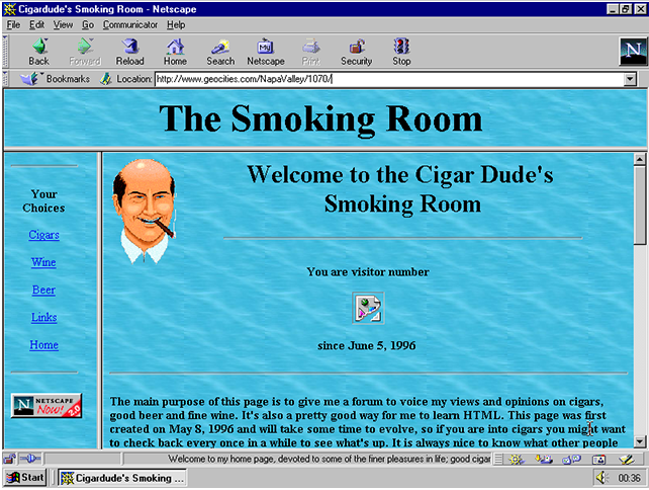 Cigardude's Smoking Room - Netscape
File Edit View Go Communicator Help
Back Forward Reload Home Search Netscape Print Security Stop
My
N
Bookmarks Location: http://www.geocities.com/NapaValley/1070/
The Smoking Room
Your
Choices
Cigars
Wine
Beer
Links
Home
N NETSCAPE
Now! 2.0
Welcome to the Cigar Dude's
Smoking Room
You are visitor number
since June 5, 1996
The main purpose of this page is to give me a forum to voice my views and opinions on cigars,
good beer and fine wine. It's also a pretty good way for me to learn HTML. This page was first
created on May 8, 1996 and will take some time to evolve, so if you are into cigars you might want
to check back every once in a while to see what's up. It is always nice to know what other people
Welcome to my home page, devoted to some of the finer pleasures in life; good cigar
Start Cigardude's Smoking ... 00:36